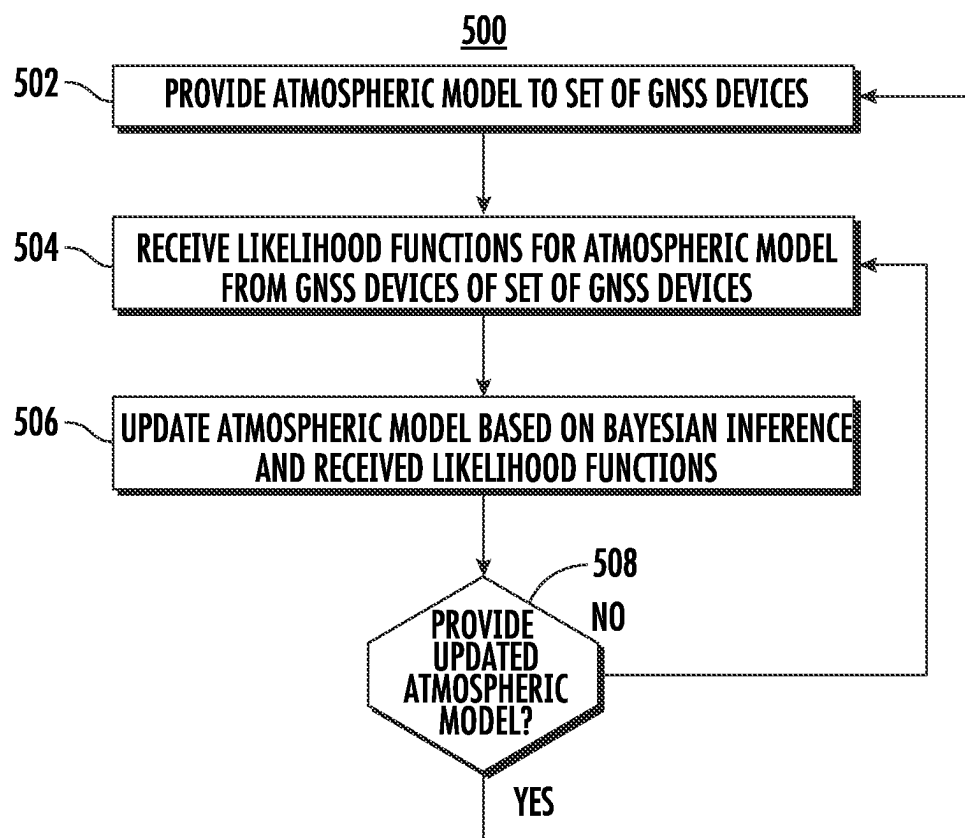 500
502
PROVIDE ATMOSPHERIC MODEL TO SET OF GNSS DEVICES
504
RECEIVE LIKELIHOOD FUNCTIONS FOR ATMOSPHERIC MODEL
FROM GNSS DEVICES OF SET OF GNSS DEVICES
506
UPDATE ATMOSPHERIC MODEL BASED ON BAYESIAN INFERENCE
AND RECEIVED LIKELIHOOD FUNCTIONS
508
NO
PROVIDE
UPDATED
ATMOSPHERIC
MODEL?
YES